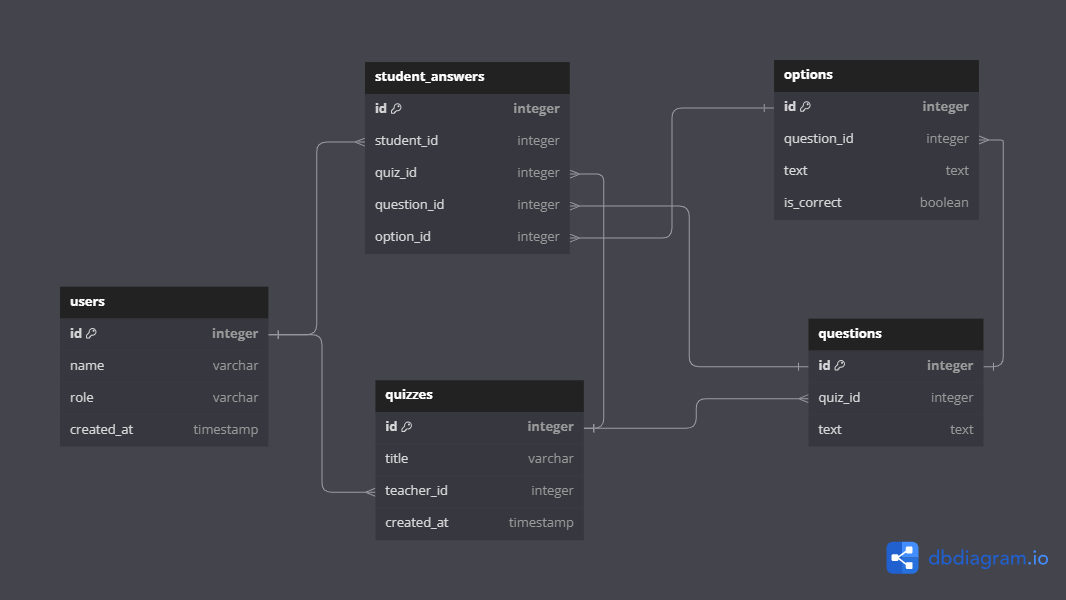 student_answers
id integer
student_id integer
quiz_id integer
question_id integer
option_id integer
options
id integer
question_id integer
text text
is_correct boolean
users
id integer
name varchar
role varchar
created_at timestamp
quizzes
id integer
title varchar
teacher_id integer
created_at timestamp
questions
id integer
quiz_id integer
text text
dbdiagram.io